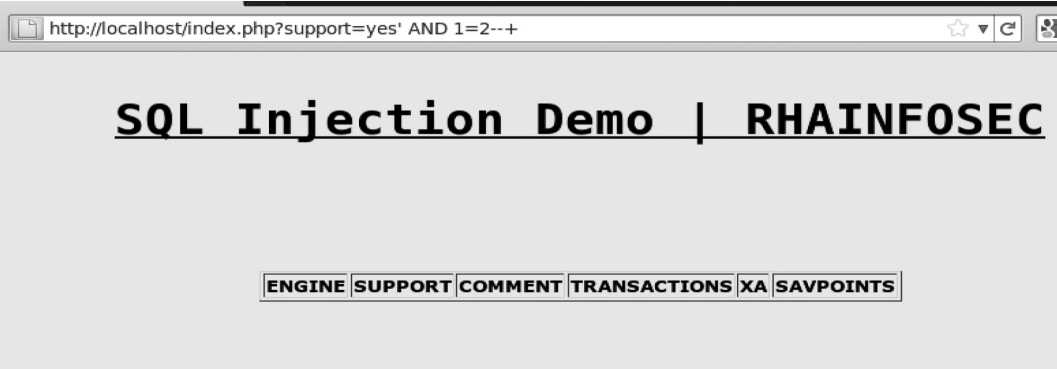 http://localhost/index.php?support=yes' AND 1=2--+
SQL Injection Demo | RHAINFOSEC
ENGINE SUPPORT COMMENT TRANSACTIONS XA SAVPOINTS